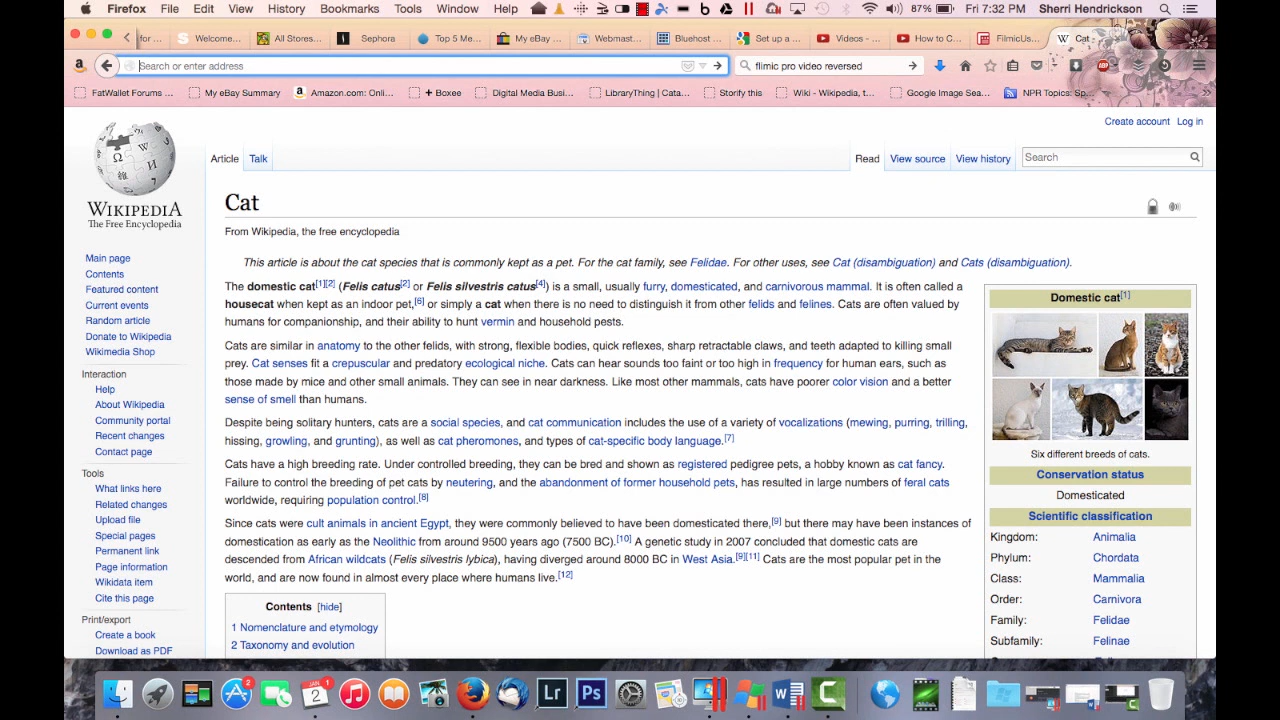 Firefox File Edit View History Bookmarks Tools Window Help 87% Fri 7:32 PM Sherri Hendrickson
for ... Welcome... All Stores... Sephora Top 5 Me... My eBay ... Webmast... Bluehost ... Set up a ... Videos - ... How to C... FilmicUs... Cat -
Search or enter address
flimic pro video reversed
FatWallet Forums ... My eBay Summary Amazon.com: Onli... + Boxee Digital Media Busi... LibraryThing | Cata... Storify this Wiki - Wikipedia, t... Google Image Sea... NPR Topics: Sp...
Create account Log in
Article Talk Read View source View history Search
WIKIPEDIA
The Free Encyclopedia
Main page
Contents
Featured content
Current events
Random article
Donate to Wikipedia
Wikimedia Shop
Interaction
Help
About Wikipedia
Community portal
Recent changes
Contact page
Tools
What links here
Related changes
Upload file
Special pages
Permanent link
Page information
Wikidata item
Cite this page
Print/export
Create a book
Download as PDF
Cat
From Wikipedia, the free encyclopedia
This article is about the cat species that is commonly kept as a pet. For the cat family, see Felidae. For other uses, see Cat (disambiguation) and Cats (disambiguation).
The domestic cat[1][2] (Felis catus[2] or Felis silvestris catus[4]) is a small, usually furry, domesticated, and carnivorous mammal. It is often called a
housecat when kept as an indoor pet,[6] or simply a cat when there is no need to distinguish it from other felids and felines. Cats are often valued by
humans for companionship, and their ability to hunt vermin and household pests.
Cats are similar in anatomy to the other felids, with strong, flexible bodies, quick reflexes, sharp retractable claws, and teeth adapted to killing small
prey. Cat senses fit a crepuscular and predatory ecological niche. Cats can hear sounds too faint or too high in frequency for human ears, such as
those made by mice and other small animals. They can see in near darkness. Like most other mammals, cats have poorer color vision and a better
sense of smell than humans.
Despite being solitary hunters, cats are a social species, and cat communication includes the use of a variety of vocalizations (mewing, purring, trilling,
hissing, growling, and grunting), as well as cat pheromones, and types of cat-specific body language.[7]
Cats have a high breeding rate. Under controlled breeding, they can be bred and shown as registered pedigree pets, a hobby known as cat fancy.
Failure to control the breeding of pet cats by neutering, and the abandonment of former household pets, has resulted in large numbers of feral cats
worldwide, requiring population control.[8]
Since cats were cult animals in ancient Egypt, they were commonly believed to have been domesticated there,[9] but there may have been instances of
domestication as early as the Neolithic from around 9500 years ago (7500 BC).[10] A genetic study in 2007 concluded that domestic cats are
descended from African wildcats (Felis silvestris lybica), having diverged around 8000 BC in West Asia.[9][11] Cats are the most popular pet in the
world, and are now found in almost every place where humans live.[12]
Contents [hide]
1 Nomenclature and etymology
2 Taxonomy and evolution
Domestic cat[1]
Six different breeds of cats.
Conservation status
Domesticated
Scientific classification
Kingdom: Animalia
Phylum: Chordata
Class: Mammalia
Order: Carnivora
Family: Felidae
Subfamily: Felinae
2
JAN 1
2
Lr
Ps
W